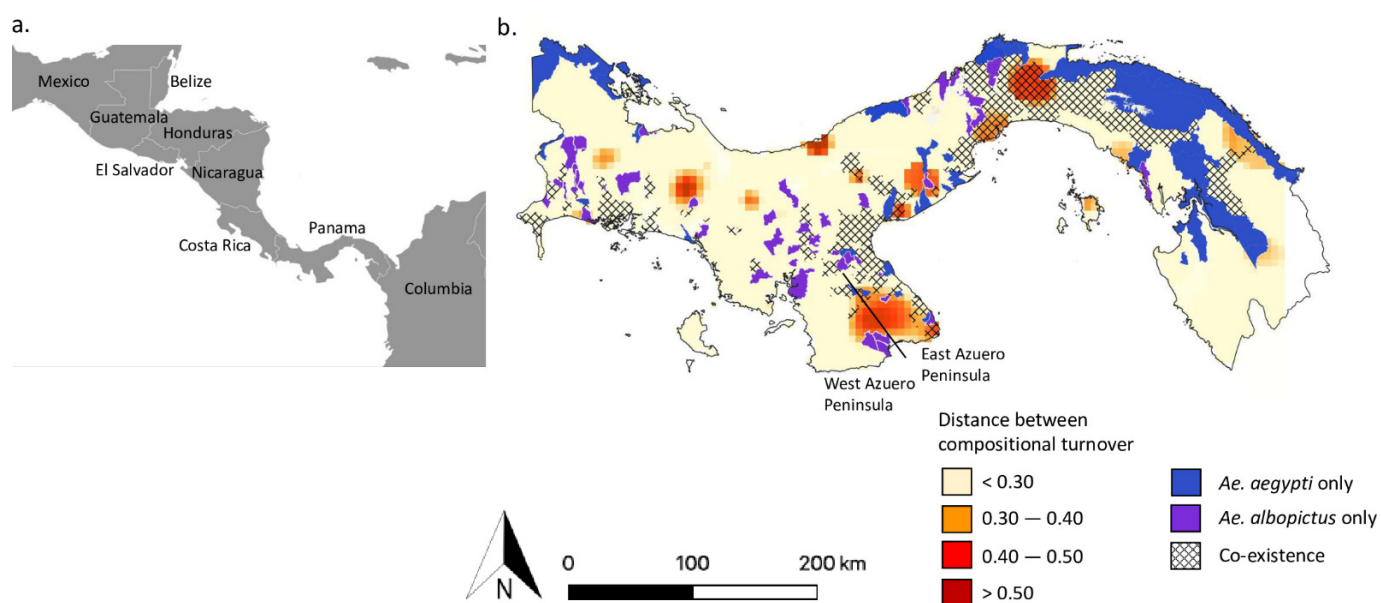 a.
Mexico
Belize
Guatemala
Honduras
El Salvador
Nicaragua
Costa Rica
Panama
Columbia
b.
East Azuero
Peninsula
West Azuero
Peninsula
Distance between
compositional turnover
< 0.30
0.30 — 0.40
0.40 — 0.50
> 0.50
Ae. aegypti only
Ae. albopictus only
Co-existence
N
0 100 200 km